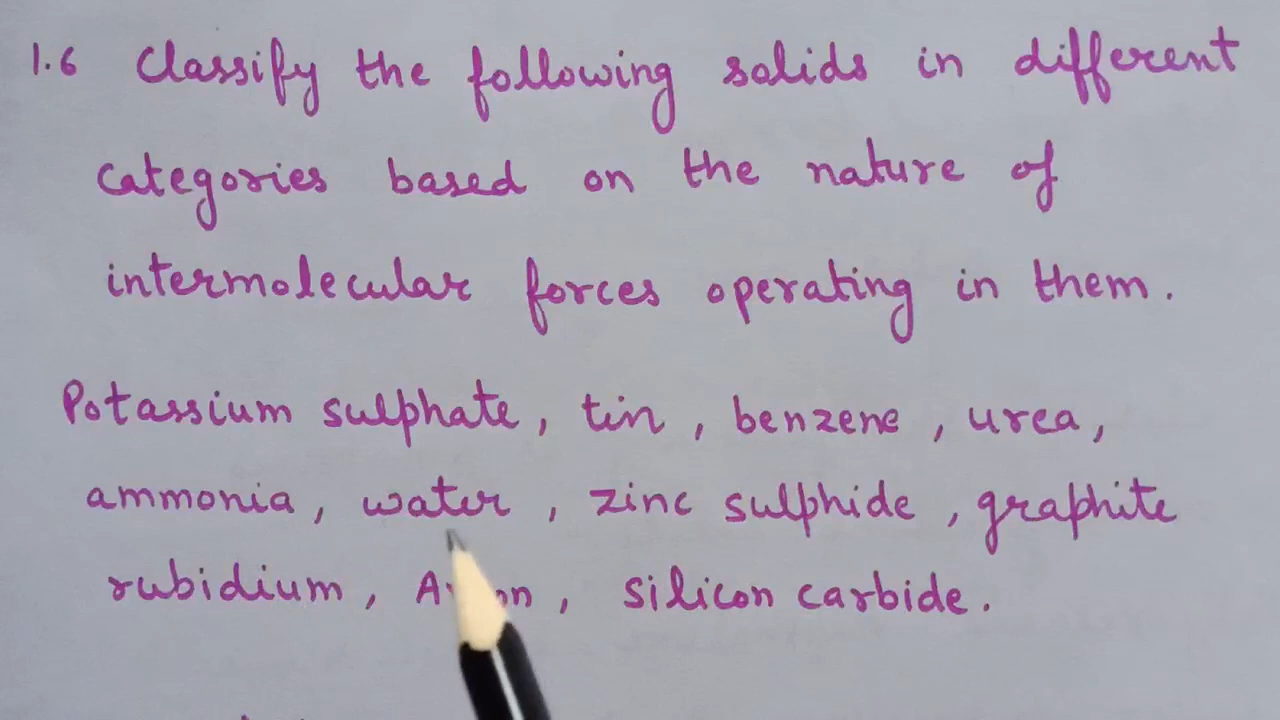 1.6 Classify the following solids in different
categories based on the nature of
intermolecular forces operating in them.
Potassium sulphate, tin, benzene, urea,
ammonia, water, zinc sulphide, graphite
rubidium, silicon carbide.